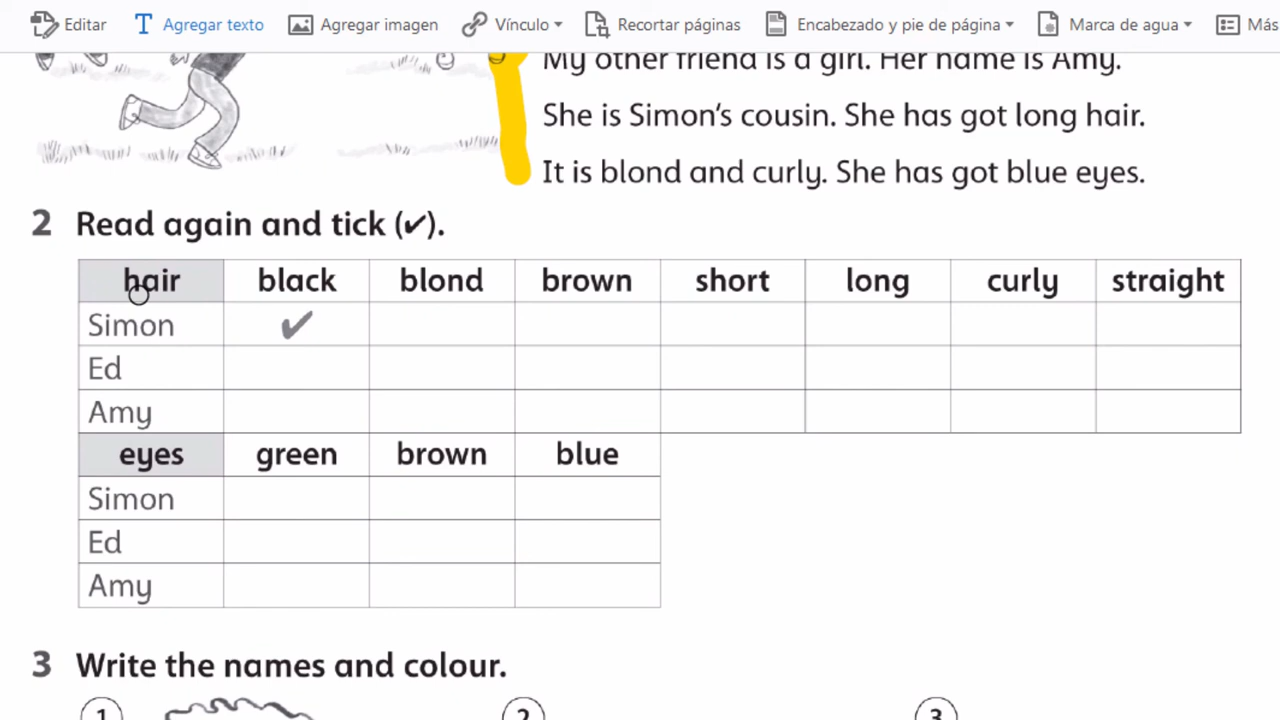 Editar Agregar texto Agregar imagen Vínculo Recortar páginas Encabezado y pie de página Marca de agua Más
My other friend is a girl. Her name is Amy.
She is Simon's cousin. She has got long hair.
It is blond and curly. She has got blue eyes.
2 Read again and tick (✔).
hair black blond brown short long curly straight
Simon ✔
Ed
Amy
eyes green brown blue
Simon
Ed
Amy
3 Write the names and colour.
1 2 3